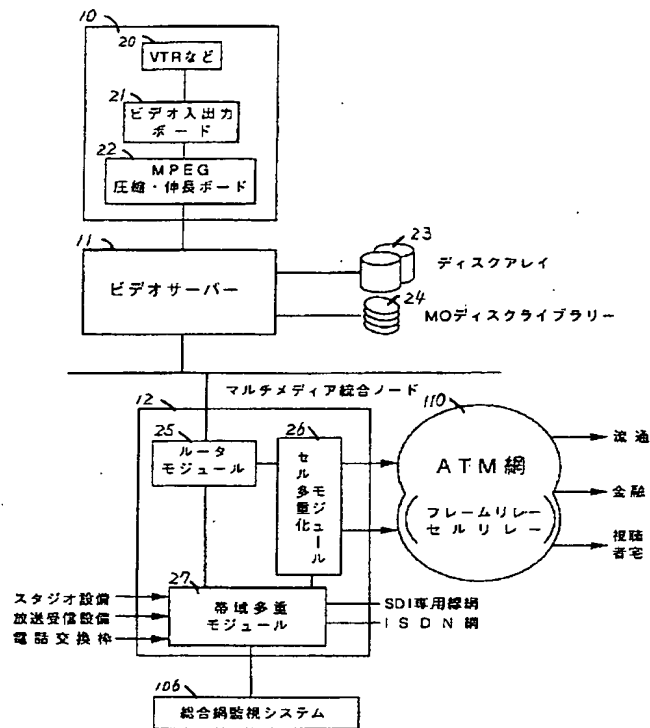 10
20
VTRなど
21
ビデオ入出力
ボード
22
MPEG
圧縮・伸長ボード
11
ビデオサーバー
23
ディスクアレイ
24
MOディスクライブラリー
マルチメディア統合ノード
12
25
ルータ
モジュール
26
セル多重化
モジュール
110
ATM網
(フレームリレー
セルリレー)
流通
金融
視聴
者宅
27
帯域多重
モジュール
スタジオ設備
放送受信設備
電話交換枠
SDI専用線網
ISDN網
106
総合網監視システム